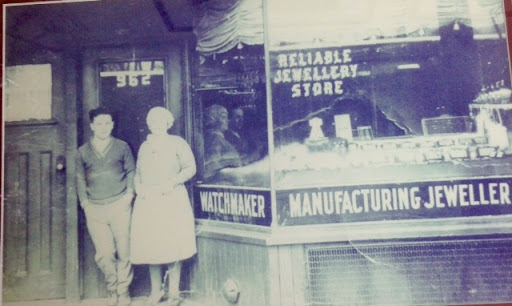 962
RELIABLE
JEWELLERY
STORE
WATCHMAKER
MANUFACTURING JEWELLER